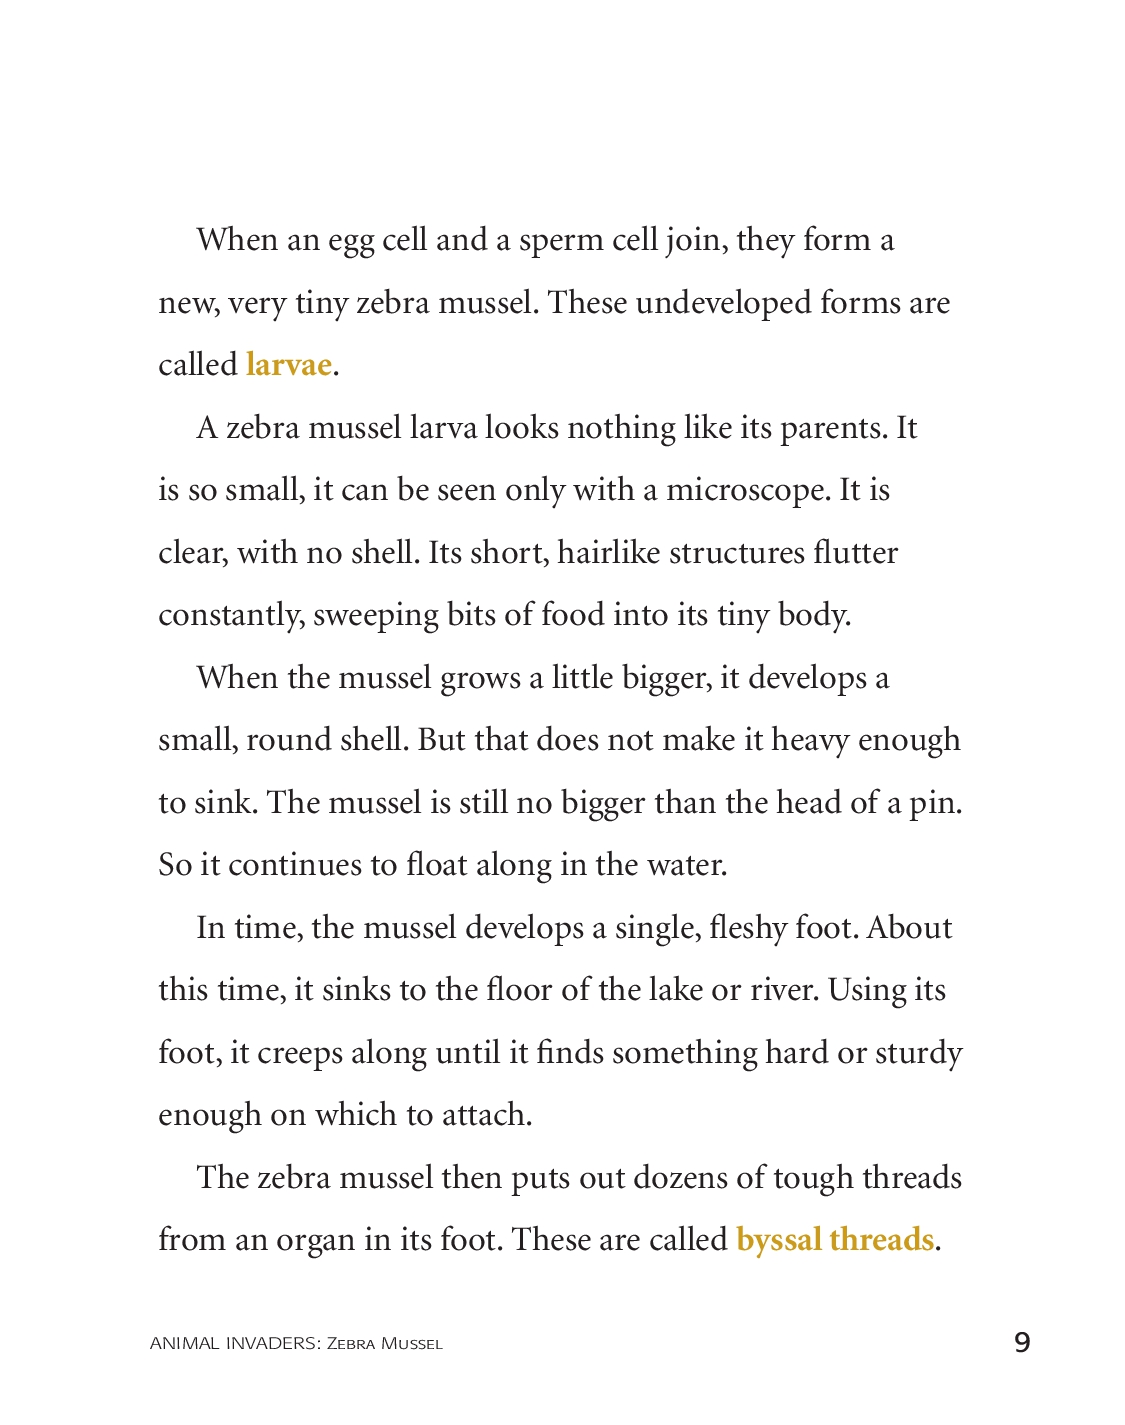 When an egg cell and a sperm cell join, they form a
new, very tiny zebra mussel. These undeveloped forms are
called larvae.
A zebra mussel larva looks nothing like its parents. It
is so small, it can be seen only with a microscope. It is
clear, with no shell. Its short, hairlike structures flutter
constantly, sweeping bits of food into its tiny body.
When the mussel grows a little bigger, it develops a
small, round shell. But that does not make it heavy enough
to sink. The mussel is still no bigger than the head of a pin.
So it continues to float along in the water.
In time, the mussel develops a single, fleshy foot. About
this time, it sinks to the floor of the lake or river. Using its
foot, it creeps along until it finds something hard or sturdy
enough on which to attach.
The zebra mussel then puts out dozens of tough threads
from an organ in its foot. These are called byssal threads.
ANIMAL INVADERS: Zebra Mussel 9